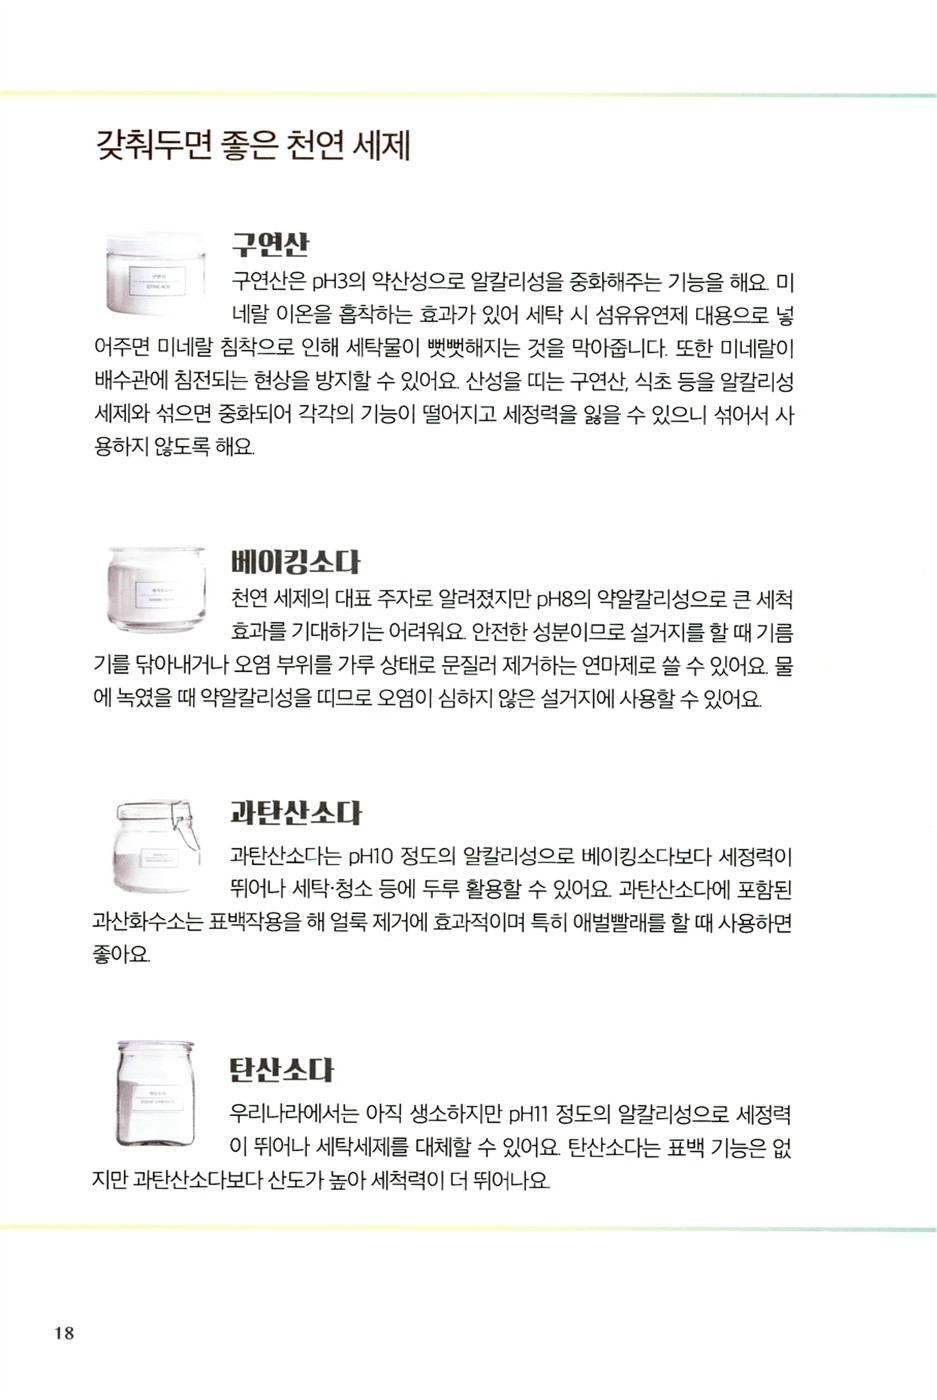 갖춰두면 좋은 천연 세제
구연산
구연산은 pH3의 약산성으로 알칼리성을 중화해주는 기능을 해요. 미
네랄 이온을 흡착하는 효과가 있어 세탁 시 섬유유연제 대용으로 넣
어주면 미네랄 침착으로 인해 세탁물이 뻣뻣해지는 것을 막아줍니다. 또한 미네랄이
배수관에 침전되는 현상을 방지할 수 있어요. 산성을 띠는 구연산, 식초 등을 알칼리성
세제와 섞으면 중화되어 각각의 기능이 떨어지고 세정력을 잃을 수 있으니 섞어서 사
용하지 않도록 해요.
베이킹소다
천연 세제의 대표 주자로 알려졌지만 pH8의 약알칼리성으로 큰 세척
효과를 기대하기는 어려워요. 안전한 성분이므로 설거지를 할 때 기름
기를 닦아내거나 오염 부위를 가루 상태로 문질러 제거하는 연마제로 쓸 수 있어요. 물
에 녹였을 때 약알칼리성을 띠므로 오염이 심하지 않은 설거지에 사용할 수 있어요.
과탄산소다
과탄산소다는 pH10 정도의 알칼리성으로 베이킹소다보다 세정력이
뛰어나 세탁·청소 등에 두루 활용할 수 있어요. 과탄산소다에 포함된
과산화수소는 표백작용을 해 얼룩 제거에 효과적이며 특히 애벌빨래를 할 때 사용하면
좋아요.
탄산소다
우리나라에서는 아직 생소하지만 pH11 정도의 알칼리성으로 세정력
이 뛰어나 세탁세제를 대체할 수 있어요. 탄산소다는 표백 기능은 없
지만 과탄산소다보다 산도가 높아 세척력이 더 뛰어나요.
18